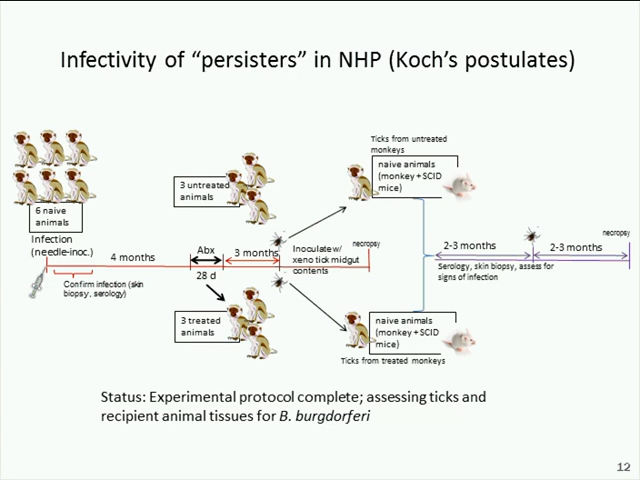 Infectivity of “persisters” in NHP (Koch’s postulates)
Ticks from untreated
monkeys
naive animals
(monkey + SCID
mice)
3 untreated
animals
6 naive
animals
Infection
(needle-inoc.)
4 months
Abx
28 d
3 months
Inoculate w/
xeno tick midgut
contents
necropsy
2-3 months
2-3 months
necropsy
Confirm infection (skin
biopsy, serology)
Serology, skin biopsy, assess for
signs of infection
3 treated
animals
naive animals
(monkey + SCID
mice)
Ticks from treated monkeys
Status: Experimental protocol complete; assessing ticks and
recipient animal tissues for B. burgdorferi
12